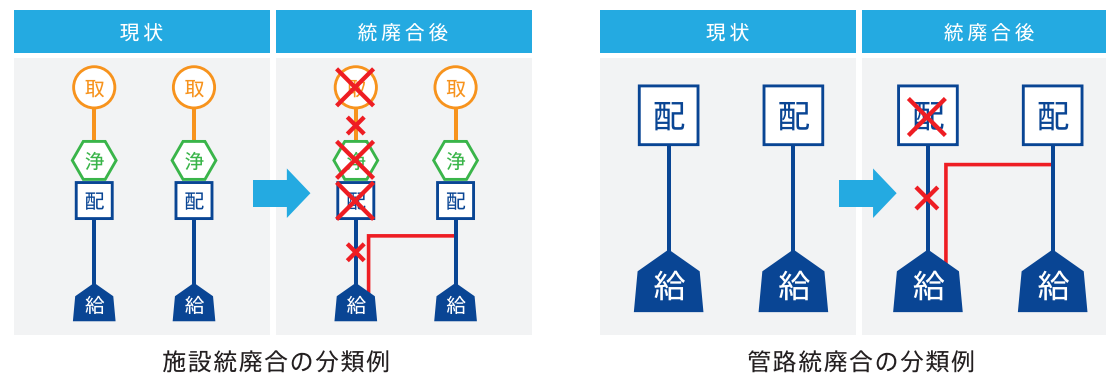 現状 統廃合後 現状 統廃合後
取 取 取 取
配 配 配 配
浄 浄 浄 浄
配 配 配 配
給 給 給 給
給 給 給 給
施設統廃合の分類例 管路統廃合の分類例